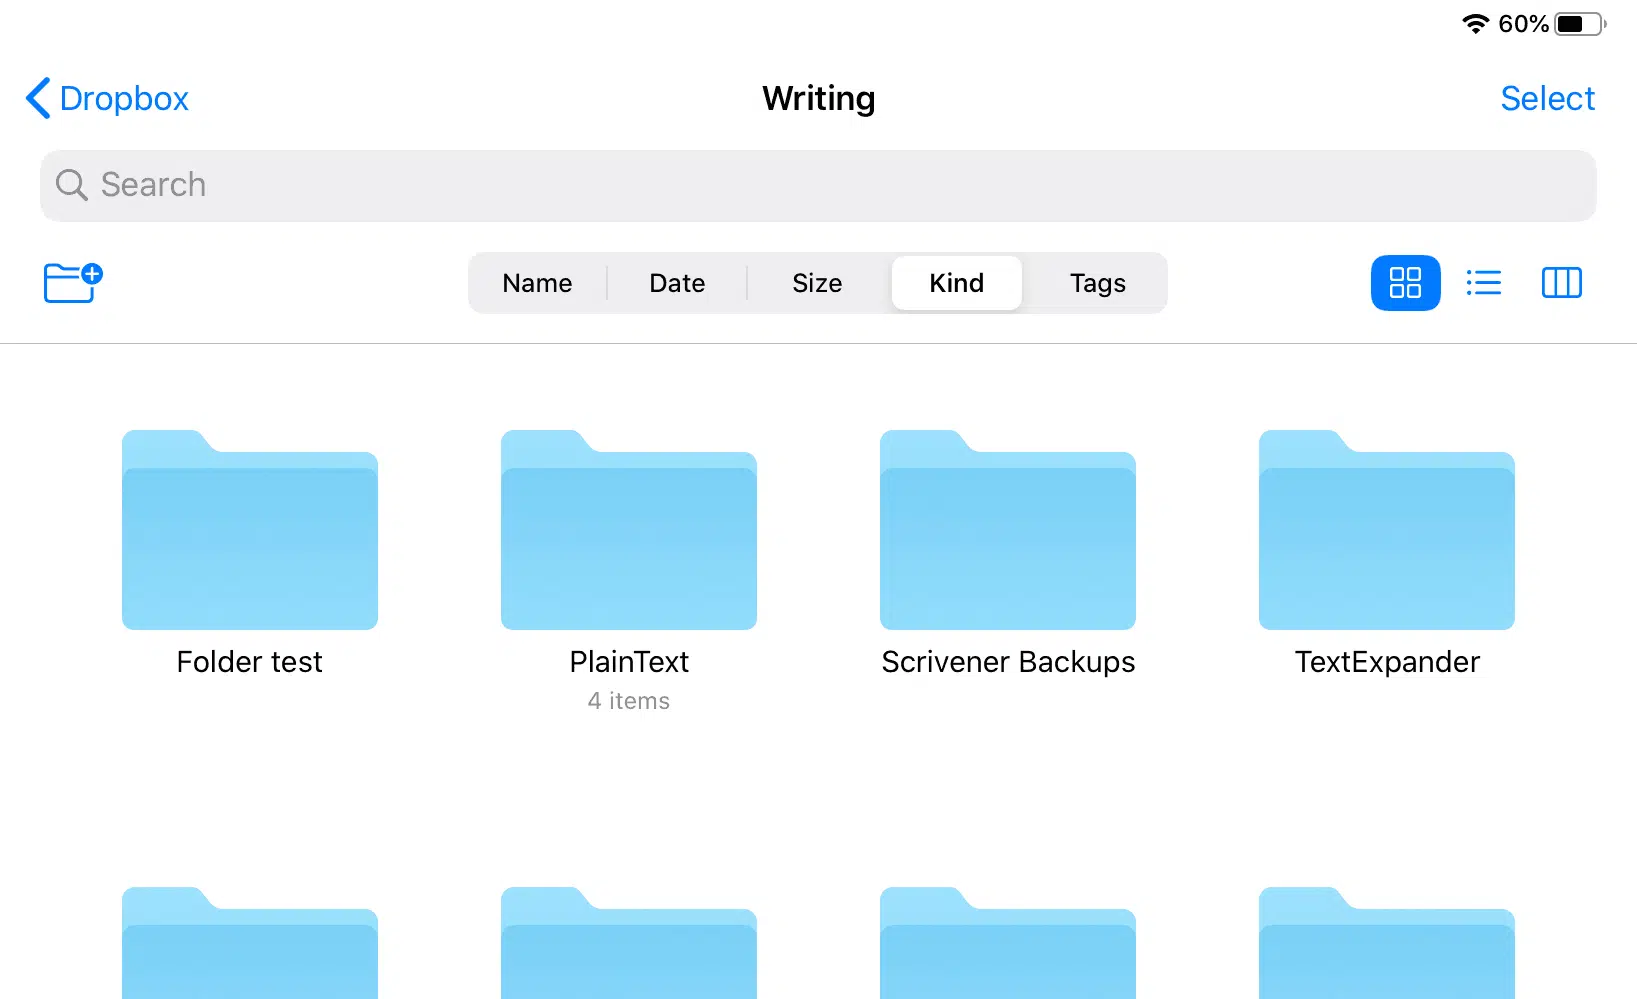 60%
Dropbox
Writing
Select
Search
Name Date Size Kind Tags
Folder test PlainText Scrivener Backups TextExpander
4 items